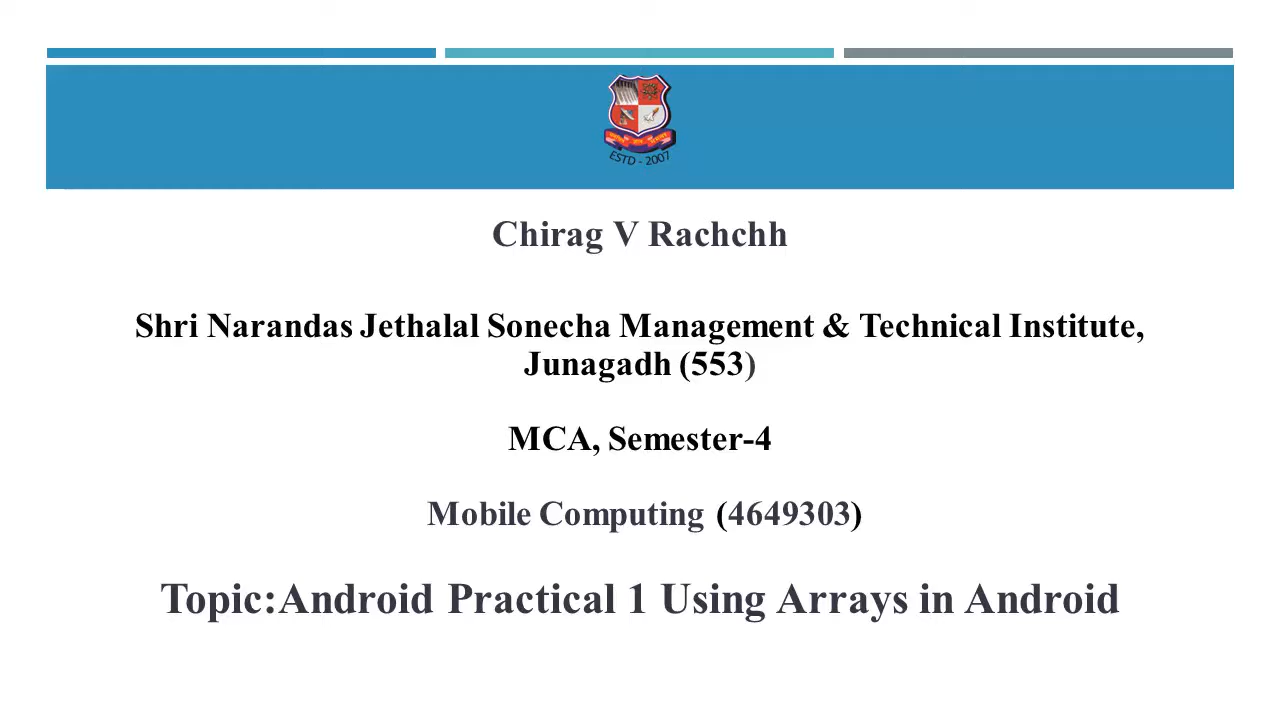 ESTD - 2007
Chirag V Rachchh
Shri Narandas Jethalal Sonecha Management & Technical Institute,
Junagadh (553)
MCA, Semester-4
Mobile Computing (4649303)
Topic:Android Practical 1 Using Arrays in Android